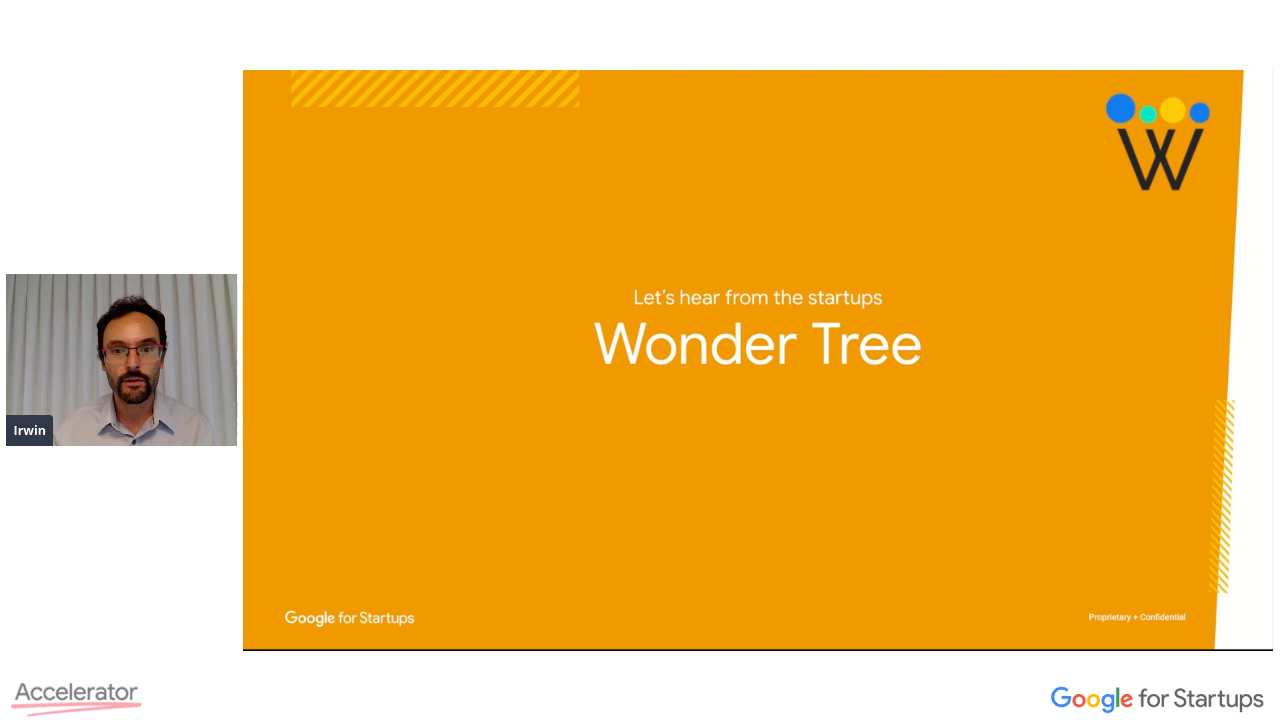 W
Let's hear from the startups
Wonder Tree
Irwin
Google for Startups
Proprietary + Confidential
Accelerator
Google for Startups